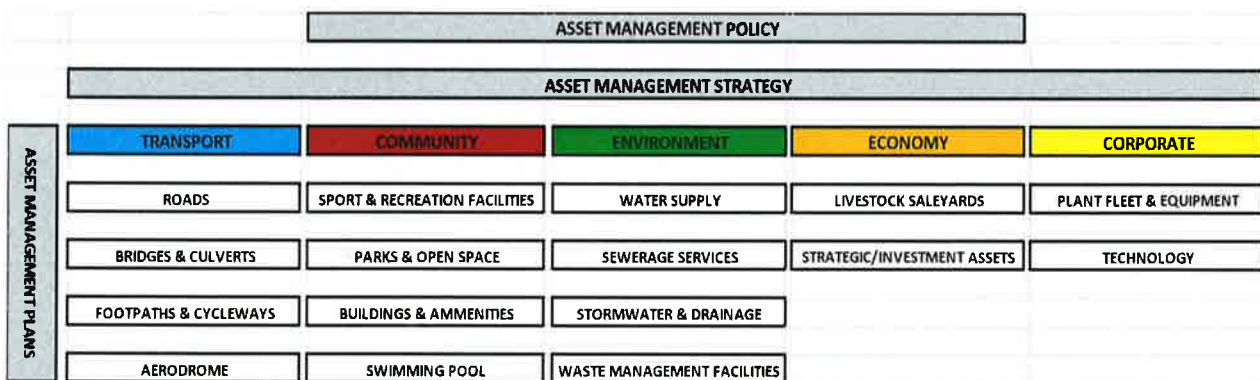 ASSET MANAGEMENT POLICY
ASSET MANAGEMENT STRATEGY
ASSET MANAGEMENT PLANS
TRANSPORT COMMUNITY ENVIRONMENT ECONOMY CORPORATE
ROADS SPORT & RECREATION FACILITIES WATER SUPPLY LIVESTOCK SALEYARDS PLANT FLEET & EQUIPMENT
BRIDGES & CULVERTS PARKS & OPEN SPACE SEWERAGE SERVICES STRATEGIC/INVESTMENT ASSETS TECHNOLOGY
FOOTPATHS & CYCLEWAYS BUILDINGS & AMMENITIES STORMWATER & DRAINAGE
AERODROME SWIMMING POOL WASTE MANAGEMENT FACILITIES